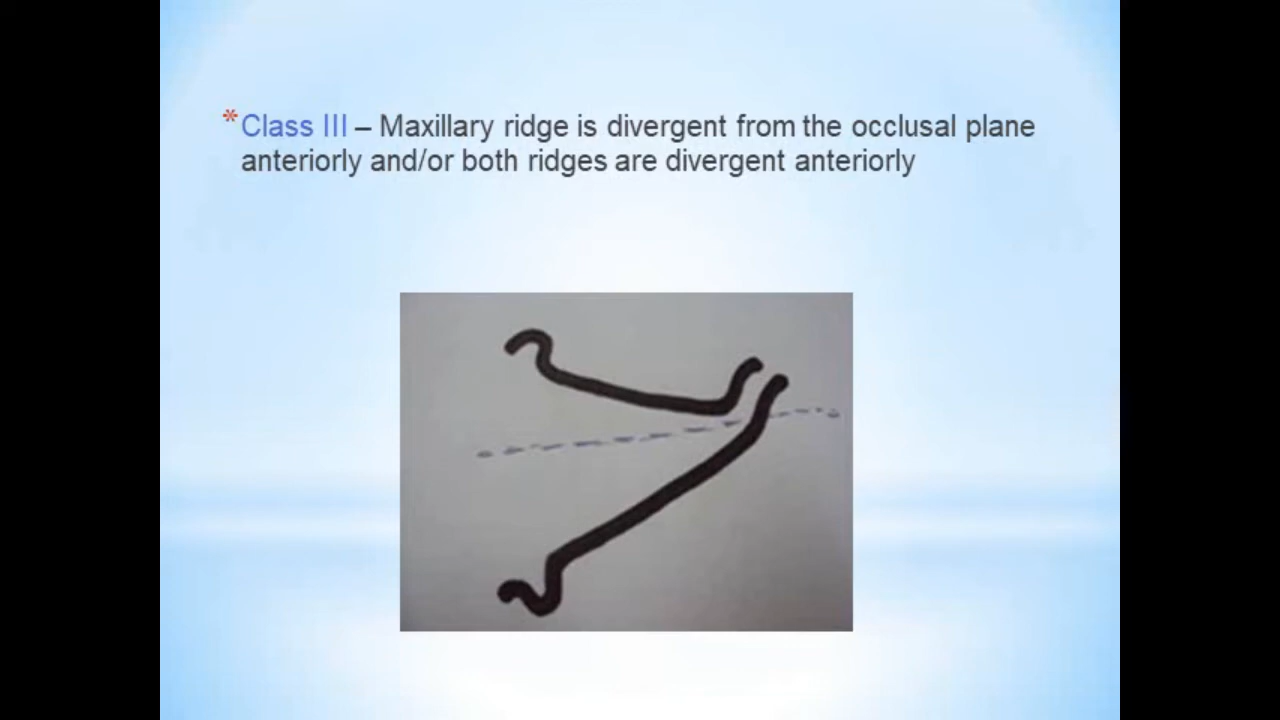 * Class III – Maxillary ridge is divergent from the occlusal plane
anteriorly and/or both ridges are divergent anteriorly